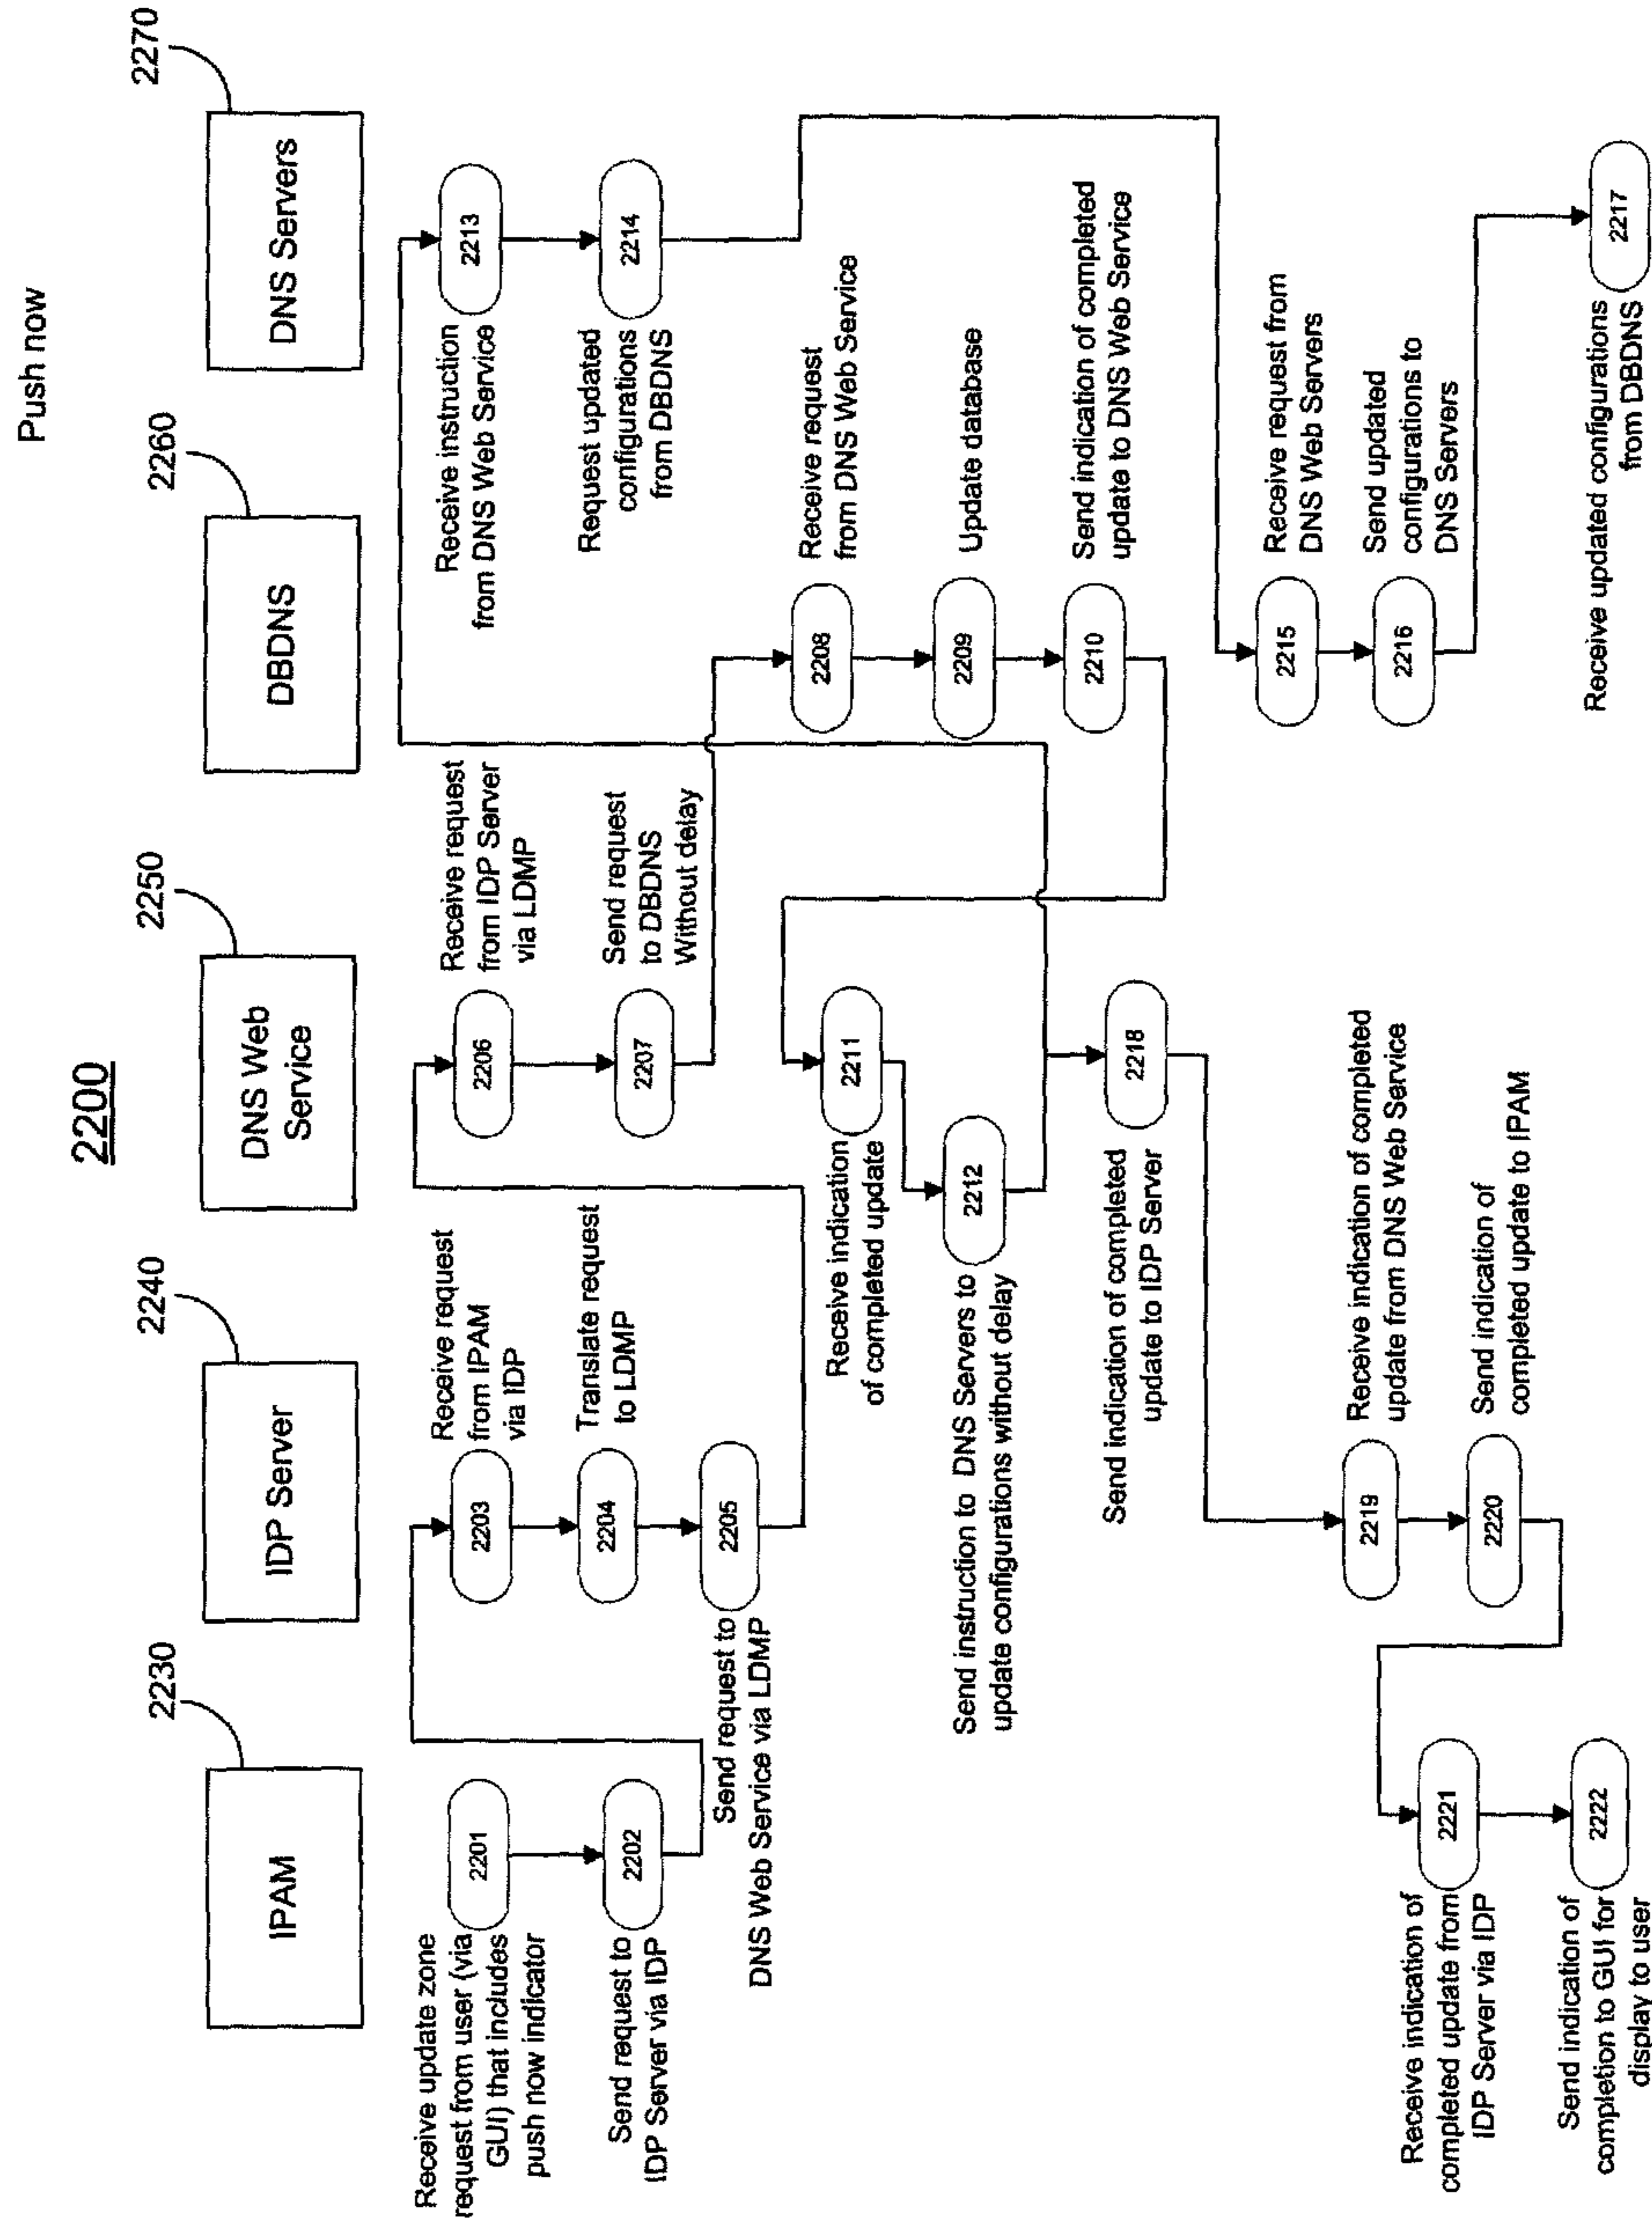 Push now
2200
2230
2240
2250
2260
2270
IPAM
IDP Server
DNS Web
Service
DBDNS
DNS Servers
Receive update zone
request from user (via
GUI) that includes
push now indicator
2201
Send request to
IDP Server via IDP
2202
2203
Receive request
from IPAM
via IDP
2204
Translate request
to LDMP
2205
Send request to
DNS Web Service via LDMP
2206
Receive request
from IDP Server
via LDMP
2207
Send request
to DBDNS
Without delay
2208
Receive request
from DNS Web Service
2209
Update database
2210
Send indication of completed
update to DNS Web Service
2211
Receive indication
of completed update
2212
Send instruction to DNS Servers to
update configurations without delay
2213
Receive instruction
from DNS Web Service
2214
Request updated
configurations
from DBDNS
2215
Receive request from
DNS Web Servers
2216
Send updated
configurations to
DNS Servers
2217
Receive updated configurations
from DBDNS
2218
Send indication of completed
update to IDP Server
2219
Receive indication of completed
update from DNS Web Service
2220
Send indication of
completed update to IPAM
2221
Receive indication of
completed update from
IDP Server via IDP
2222
Send indication of
completion to GUI for
display to user